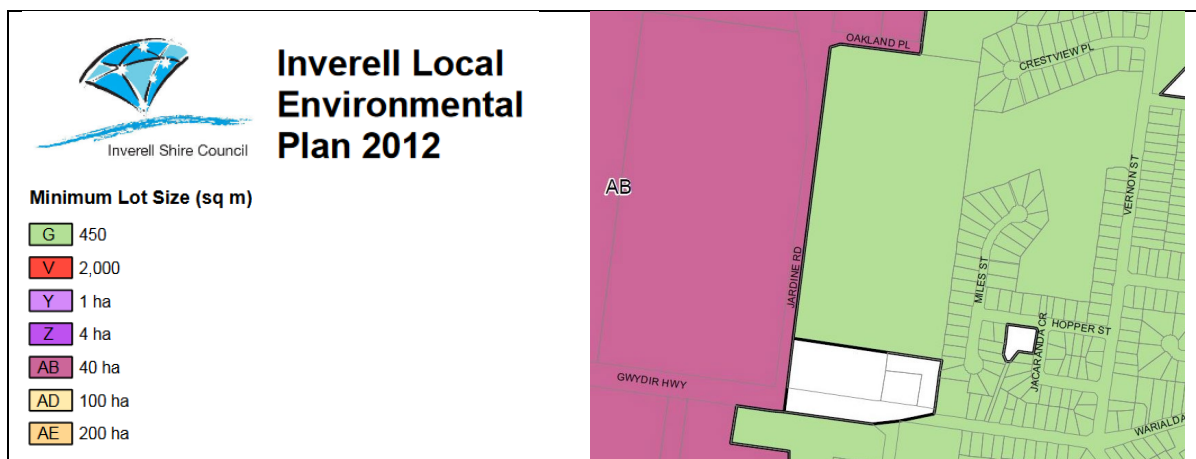 Inverell Local
Environmental
Plan 2012
Inverell Shire Council
Minimum Lot Size (sq m)
G 450
V 2,000
Y 1 ha
Z 4 ha
AB 40 ha
AD 100 ha
AE 200 ha
OAKLAND PL
CRESTVIEW PL
AB
VERNON ST
JARDINE RD
MILES ST
HOPPER ST
JACARANDA CR
GWYDIR HWY
WARIALDA